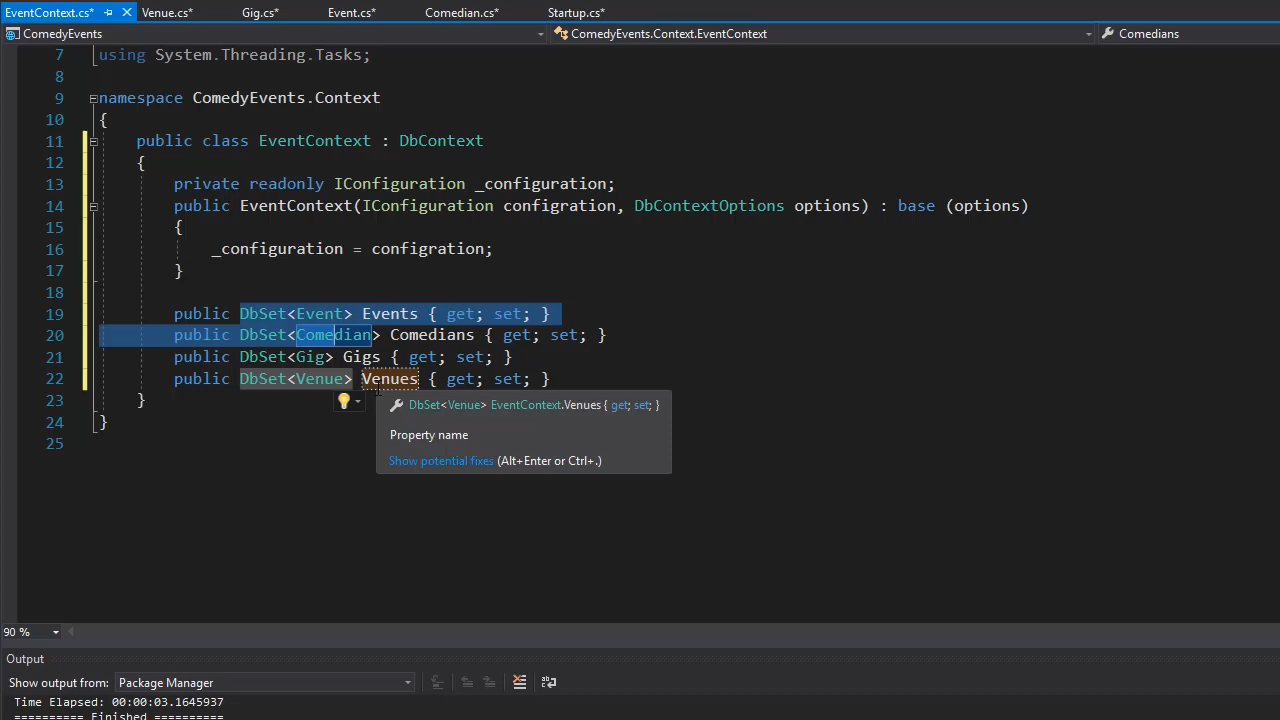 EventContext.cs* Venue.cs* Gig.cs* Event.cs* Comedian.cs* Startup.cs*
ComedyEvents ComedyEvents.Context.EventContext Comedians
7 using System.Threading.Tasks;
8
9 namespace ComedyEvents.Context
10 {
11 public class EventContext : DbContext
12 {
13 private readonly IConfiguration _configuration;
14 public EventContext(IConfiguration configration, DbContextOptions options) : base (options)
15 {
16 _configuration = configration;
17 }
18
19 public DbSet<Event> Events { get; set; }
20 public DbSet<Comedian> Comedians { get; set; }
21 public DbSet<Gig> Gigs { get; set; }
22 public DbSet<Venue> Venues { get; set; }
23 }
DbSet<Venue> EventContext.Venues { get; set; }
24 }
Property name
25
Show potential fixes (Alt+Enter or Ctrl+.)
90 %
Output
Show output from: Package Manager
Time Elapsed: 00:00:03.1645937
========== Finished ==========